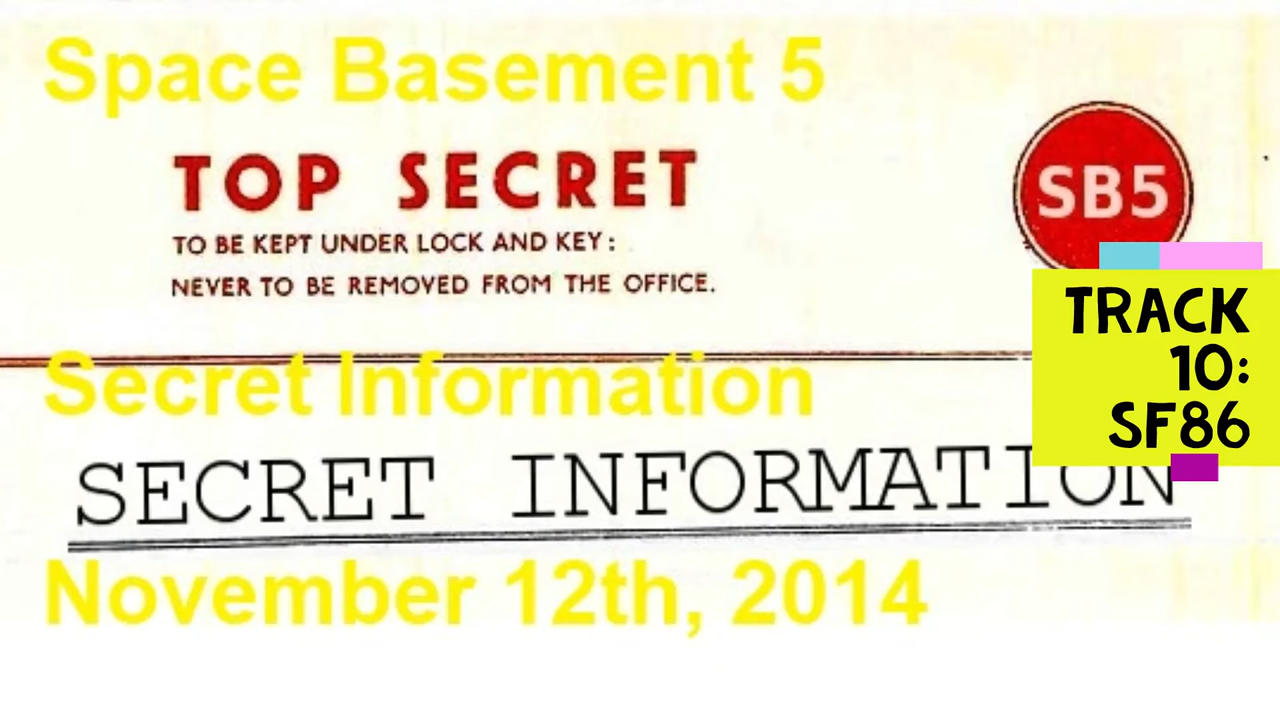 Space Basement 5
TOP SECRET
TO BE KEPT UNDER LOCK AND KEY:
NEVER TO BE REMOVED FROM THE OFFICE.
SB5
TRACK
10:
SF86
Secret Information
SECRET INFORMATION
November 12th, 2014